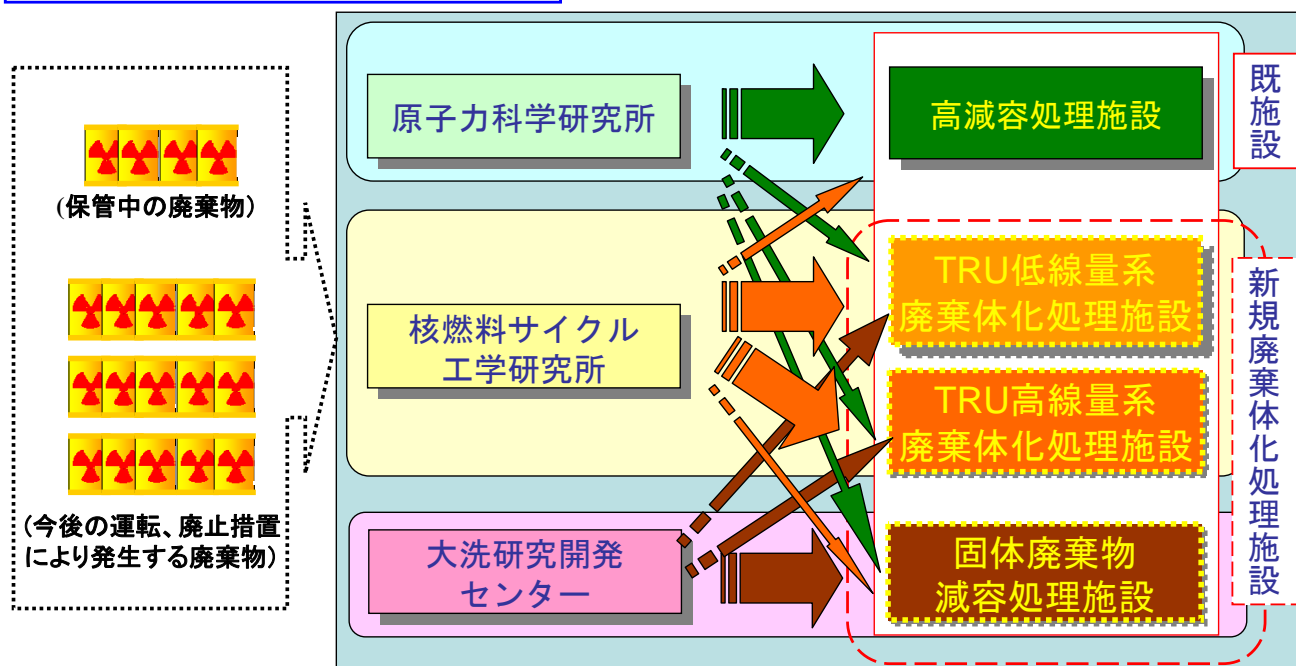 (保管中の廃棄物)
(今後の運転、廃止措置
により発生する廃棄物)
原子力科学研究所
核燃料サイクル
工学研究所
大洗研究開発
センター
高減容処理施設
TRU低線量系
廃棄体化処理施設
TRU高線量系
廃棄体化処理施設
固体廃棄物
減容処理施設
既施設
新規廃棄体化処理施設